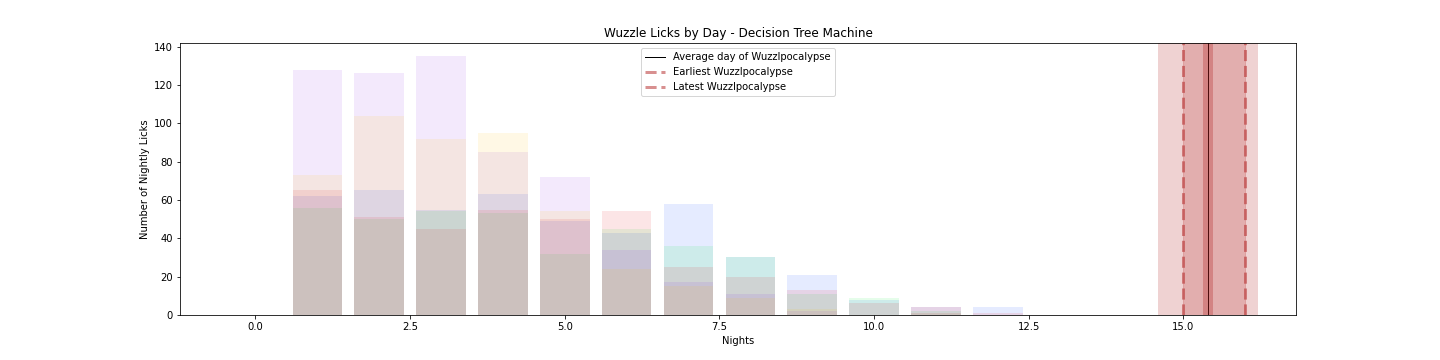 Wuzzle Licks by Day - Decision Tree Machine
Average day of Wuzzlpocalypse
Earliest Wuzzlpocalypse
Latest Wuzzlpocalypse
Number of Nightly Licks
140
120
100
80
60
40
20
0
0.0 2.5 5.0 7.5 10.0 12.5 15.0
Nights